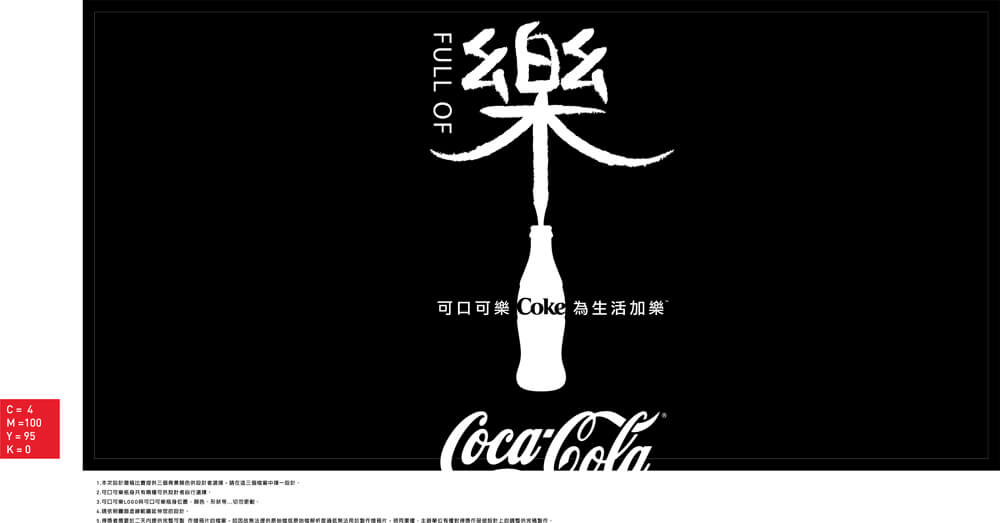 FULL OF
樂
可口可樂 Coke 為生活加樂™
Coca-Cola®
C = 4
M =100
Y = 95
K = 0
1.本次設計邀稿比賽提供三個背景顏色供設計者選擇，請在這三個檔案中擇一設計。
2.可口可樂瓶身共有兩種可供設計者自行選擇。
3.可口可樂LOGO與可口可樂瓶身位置、顏色、形狀等...切勿更動。
4.請依照圖面虛線範圍延伸您的設計。